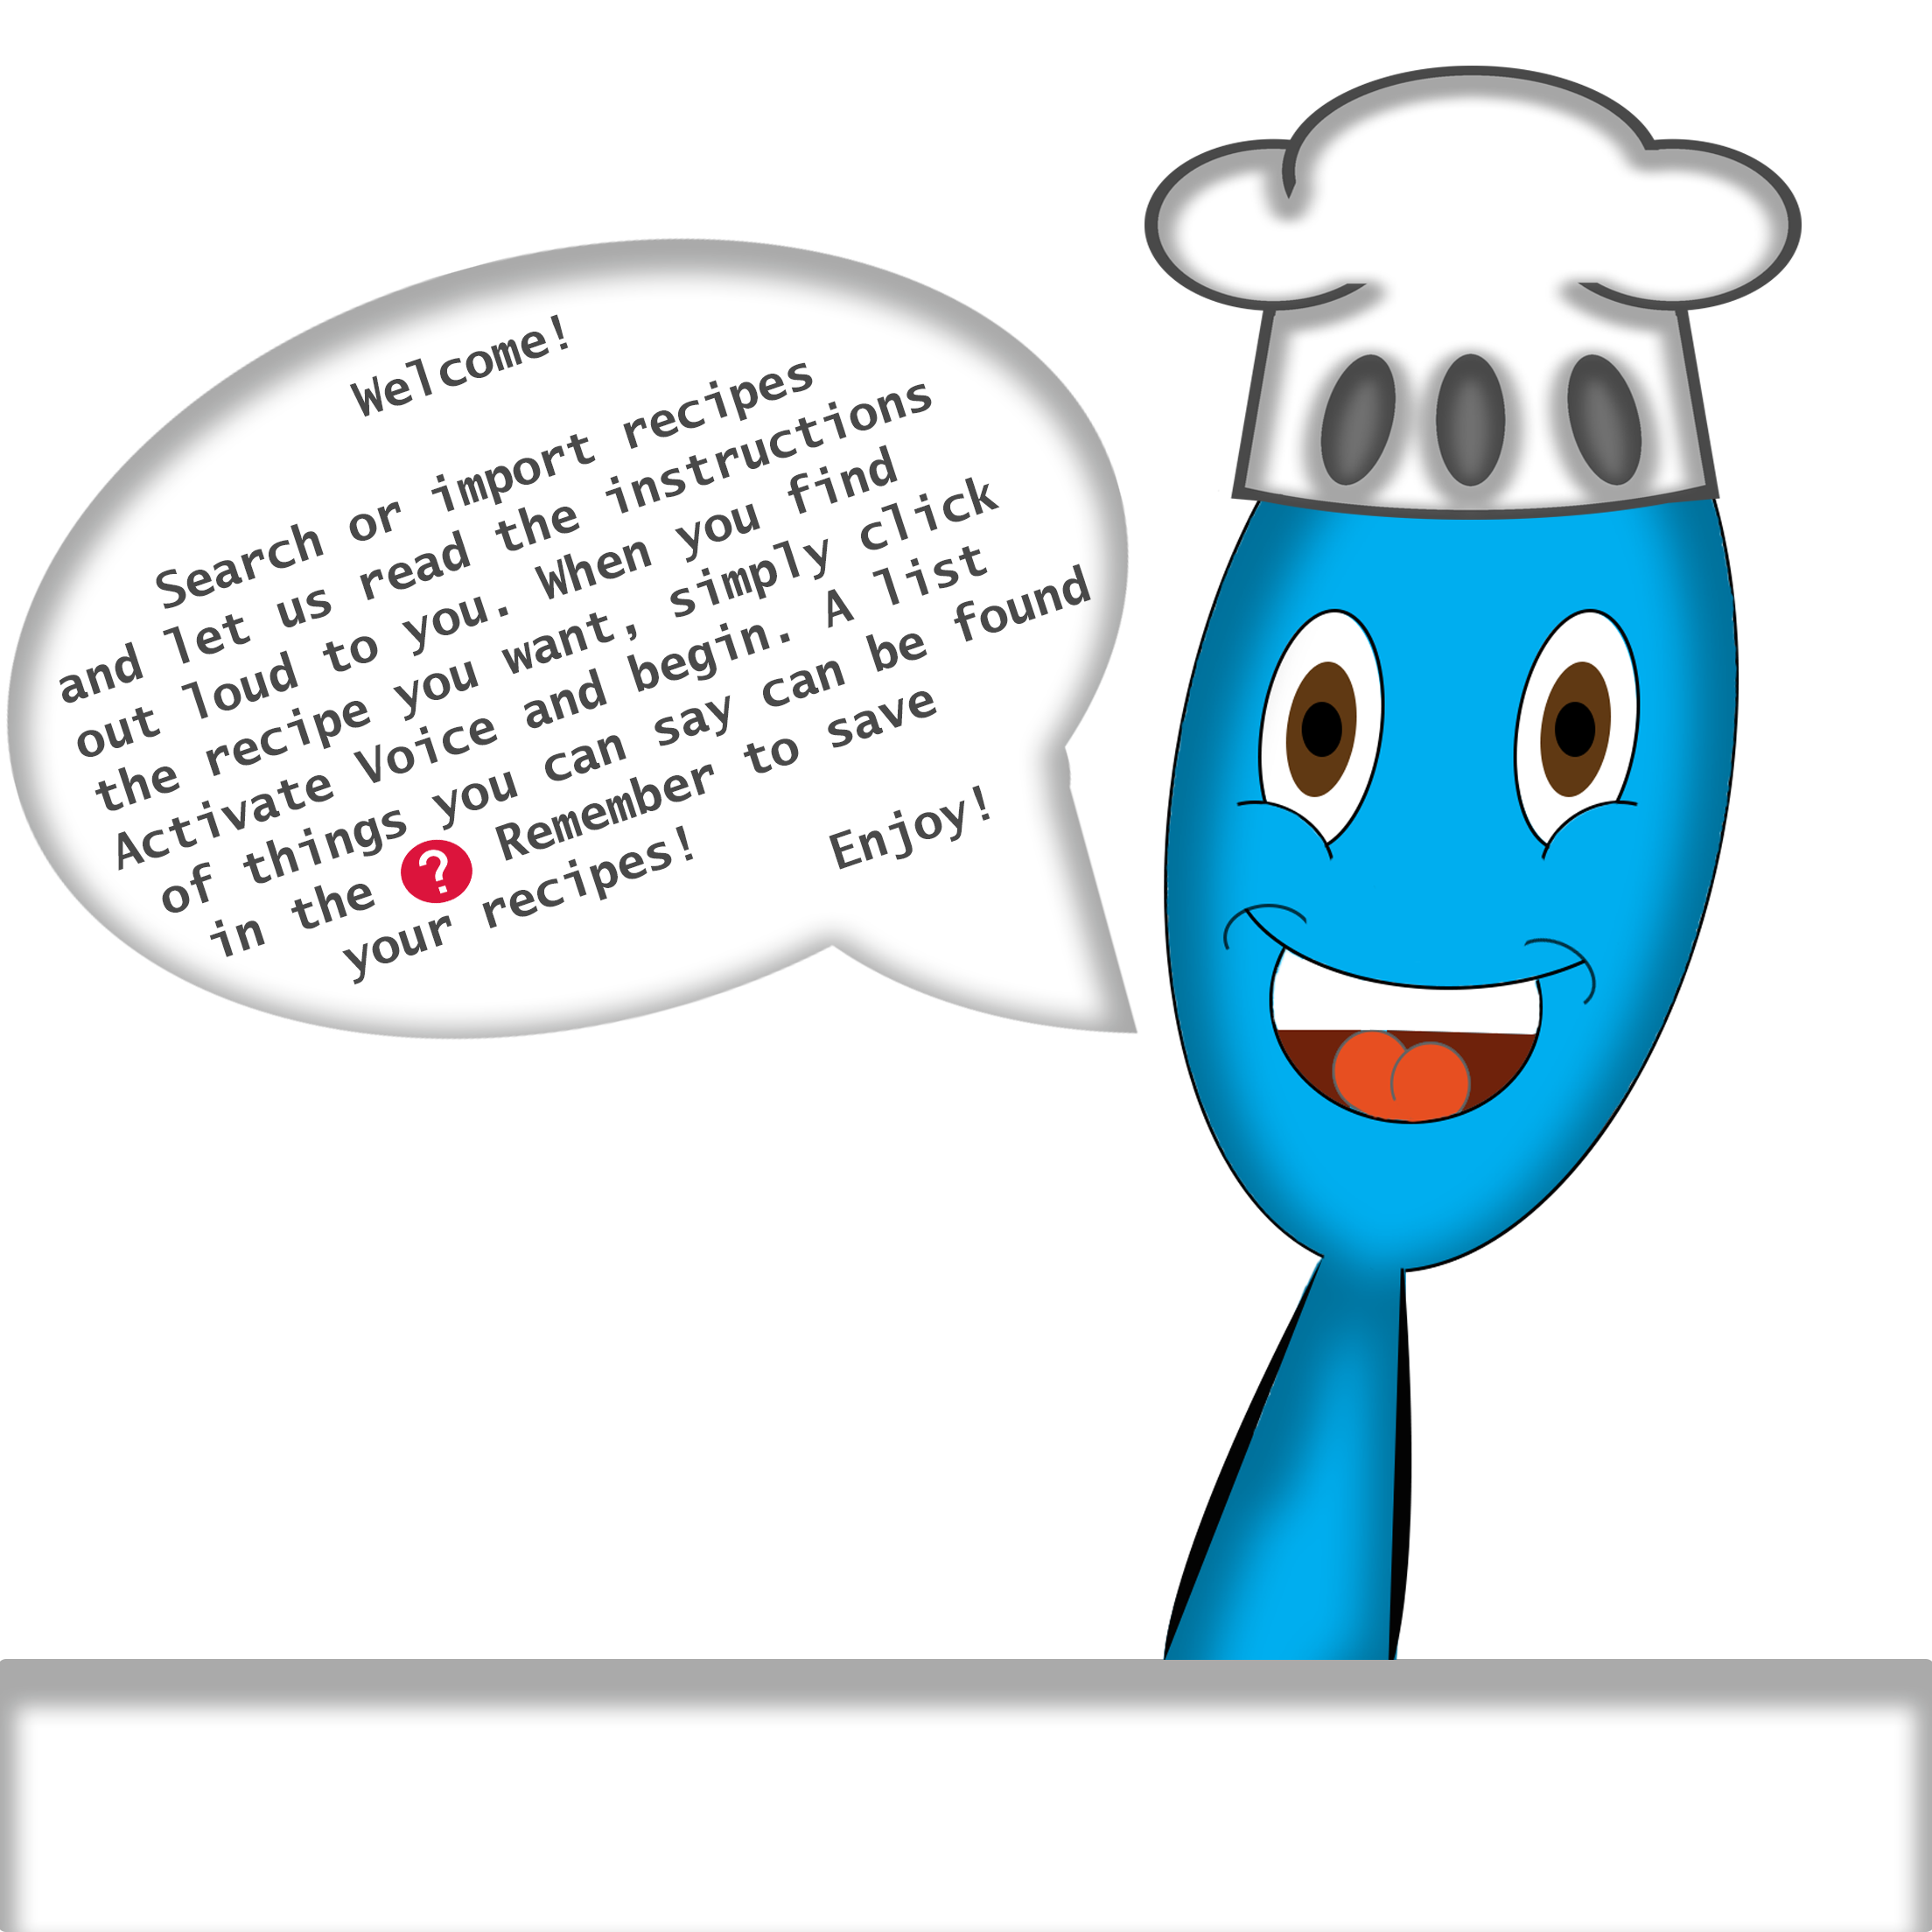 Welcome!
Search or import recipes
and let us read the instructions
out loud to you. When you find
the recipe you want, simply click
Activate Voice and begin. A list
of things you can say can be found
in the ? Remember to save
your recipes!
Enjoy!